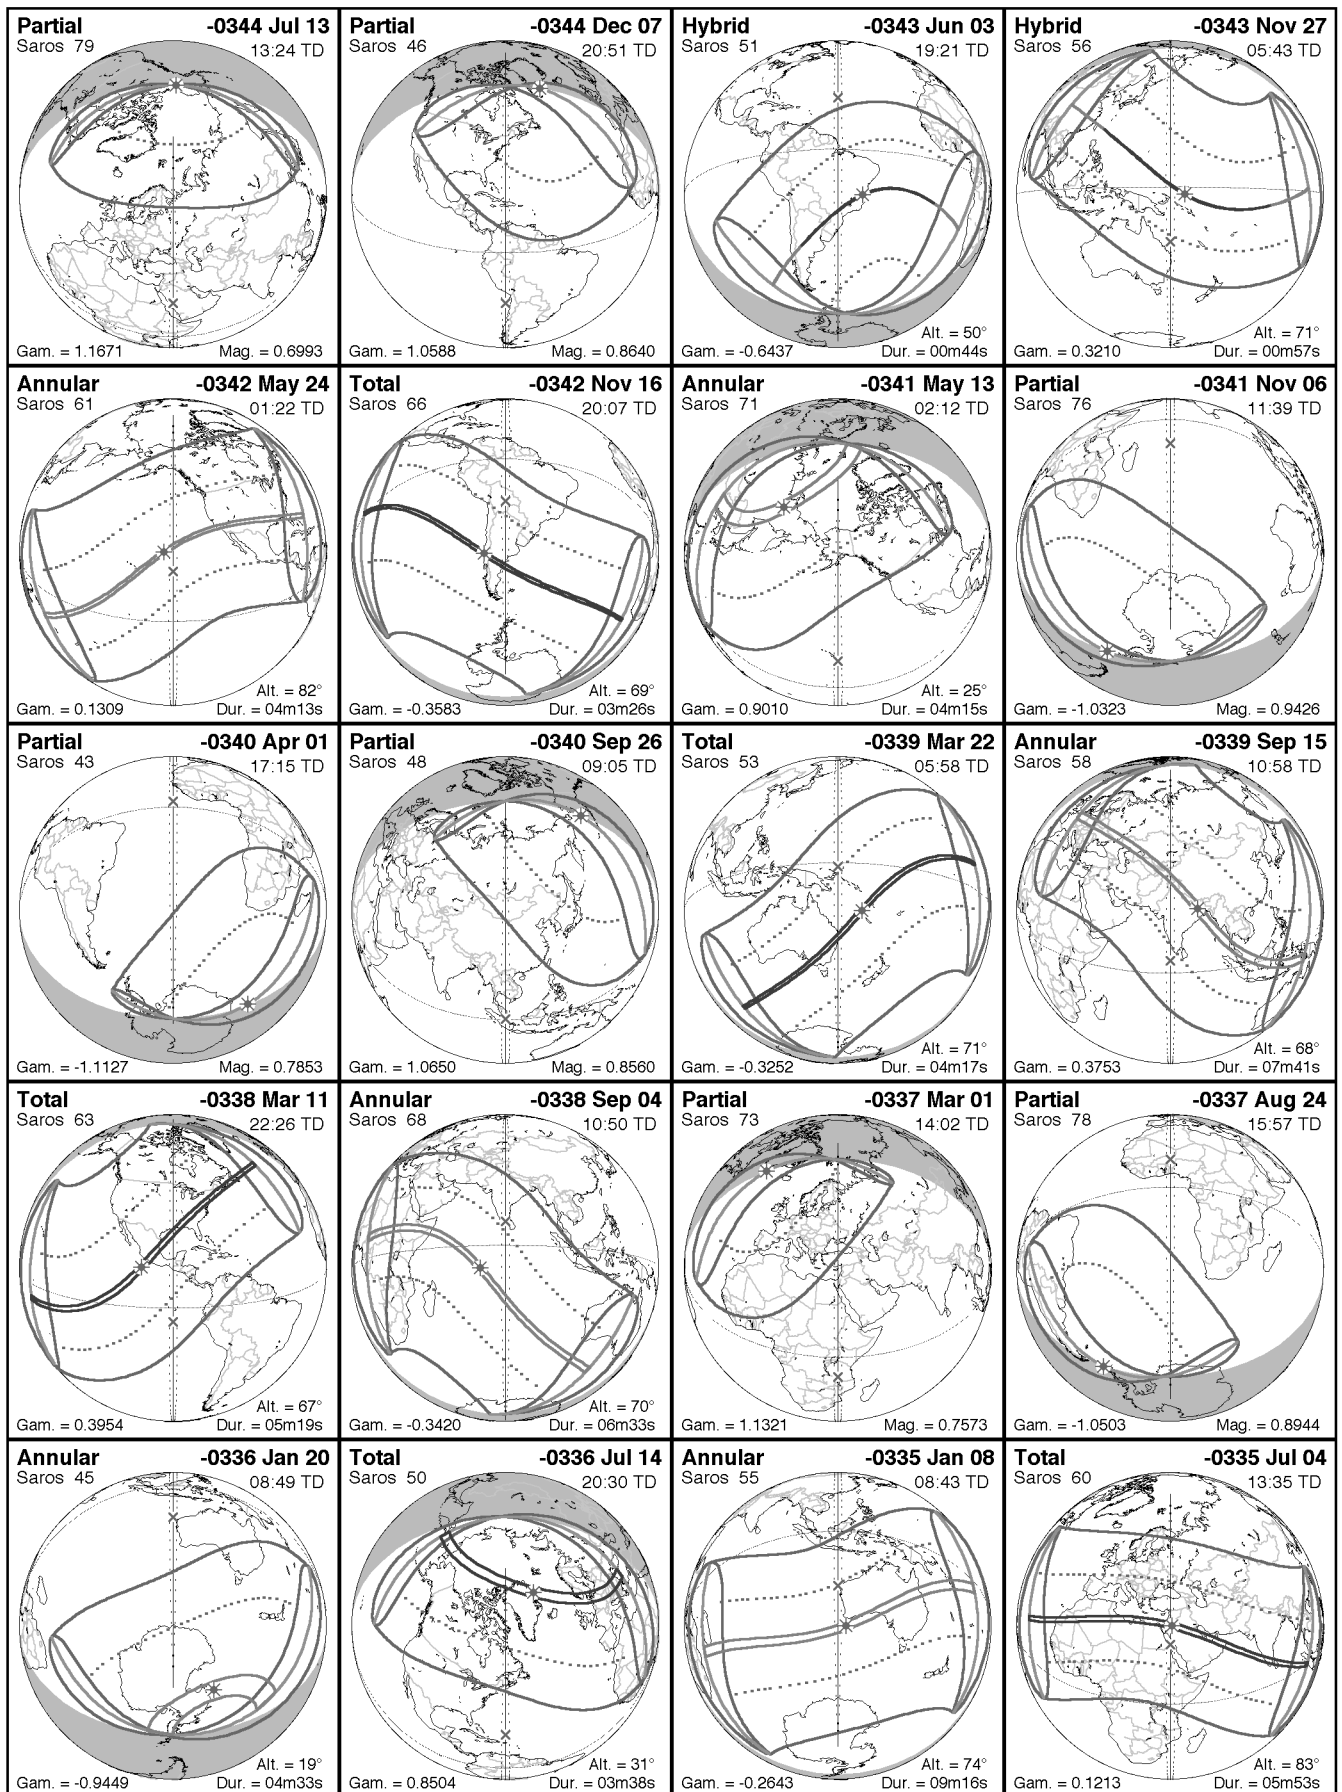 Partial -0344 Jul 13
Saros 79 13:24 TD
Gam. = 1.1671 Mag. = 0.6993
Partial -0344 Dec 07
Saros 46 20:51 TD
Gam. = 1.0588 Mag. = 0.8640
Hybrid -0343 Jun 03
Saros 51 19:21 TD
Alt. = 50°
Gam. = -0.6437 Dur. = 00m44s
Hybrid -0343 Nov 27
Saros 56 05:43 TD
Alt. = 71°
Gam. = 0.3210 Dur. = 00m57s
Annular -0342 May 24
Saros 61 01:22 TD
Alt. = 82°
Gam. = 0.1309 Dur. = 04m13s
Total -0342 Nov 16
Saros 66 20:07 TD
Alt. = 69°
Gam. = -0.3583 Dur. = 03m26s
Annular -0341 May 13
Saros 71 02:12 TD
Alt. = 25°
Gam. = 0.9010 Dur. = 04m15s
Partial -0341 Nov 06
Saros 76 11:39 TD
Gam. = -1.0323 Mag. = 0.9426
Partial -0340 Apr 01
Saros 43 17:15 TD
Gam. = -1.1127 Mag. = 0.7853
Partial -0340 Sep 26
Saros 48 09:05 TD
Gam. = 1.0650 Mag. = 0.8560
Total -0339 Mar 22
Saros 53 05:58 TD
Alt. = 71°
Gam. = -0.3252 Dur. = 04m17s
Annular -0339 Sep 15
Saros 58 10:58 TD
Alt. = 68°
Gam. = 0.3753 Dur. = 07m41s
Total -0338 Mar 11
Saros 63 22:26 TD
Alt. = 67°
Gam. = 0.3954 Dur. = 05m19s
Annular -0338 Sep 04
Saros 68 10:50 TD
Alt. = 70°
Gam. = -0.3420 Dur. = 06m33s
Partial -0337 Mar 01
Saros 73 14:02 TD
Gam. = 1.1321 Mag. = 0.7573
Partial -0337 Aug 24
Saros 78 15:57 TD
Gam. = -1.0503 Mag. = 0.8944
Annular -0336 Jan 20
Saros 45 08:49 TD
Alt. = 19°
Gam. = -0.9449 Dur. = 04m33s
Total -0336 Jul 14
Saros 50 20:30 TD
Alt. = 31°
Gam. = 0.8504 Dur. = 03m38s
Annular -0335 Jan 08
Saros 55 08:43 TD
Alt. = 74°
Gam. = -0.2643 Dur. = 09m16s
Total -0335 Jul 04
Saros 60 13:35 TD
Alt. = 83°
Gam. = 0.1213 Dur. = 05m53s